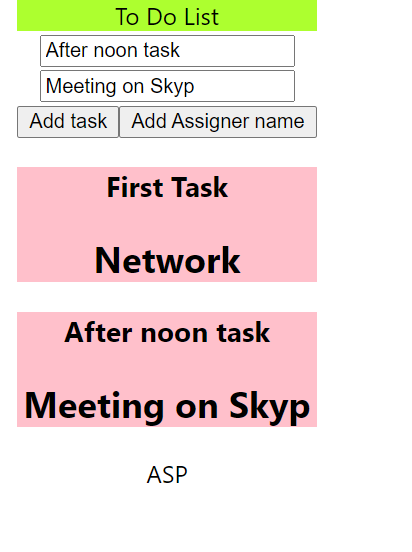 To Do List
After noon task
Meeting on Skyp
Add task Add Assigner name
First Task
Network
After noon task
Meeting on Skyp
ASP